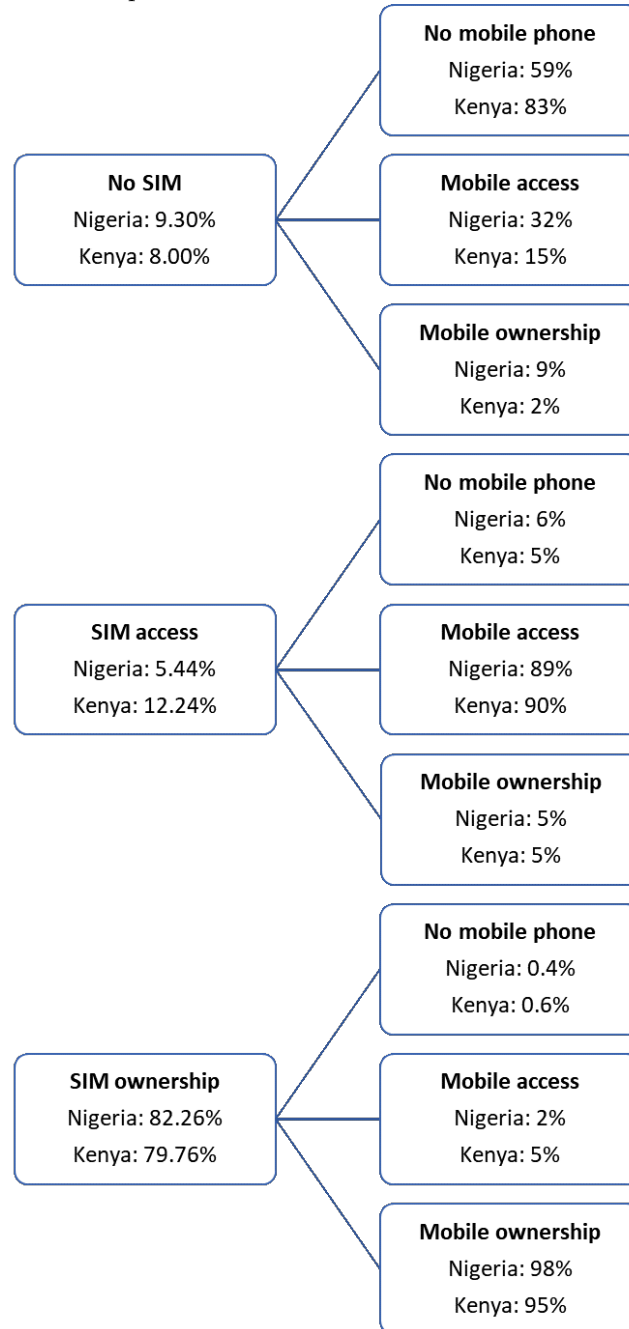 No mobile phone
Nigeria: 59%
Kenya: 83%
No SIM
Nigeria: 9.30%
Kenya: 8.00%
Mobile access
Nigeria: 32%
Kenya: 15%
Mobile ownership
Nigeria: 9%
Kenya: 2%
No mobile phone
Nigeria: 6%
Kenya: 5%
SIM access
Nigeria: 5.44%
Kenya: 12.24%
Mobile access
Nigeria: 89%
Kenya: 90%
Mobile ownership
Nigeria: 5%
Kenya: 5%
No mobile phone
Nigeria: 0.4%
Kenya: 0.6%
SIM ownership
Nigeria: 82.26%
Kenya: 79.76%
Mobile access
Nigeria: 2%
Kenya: 5%
Mobile ownership
Nigeria: 98%
Kenya: 95%